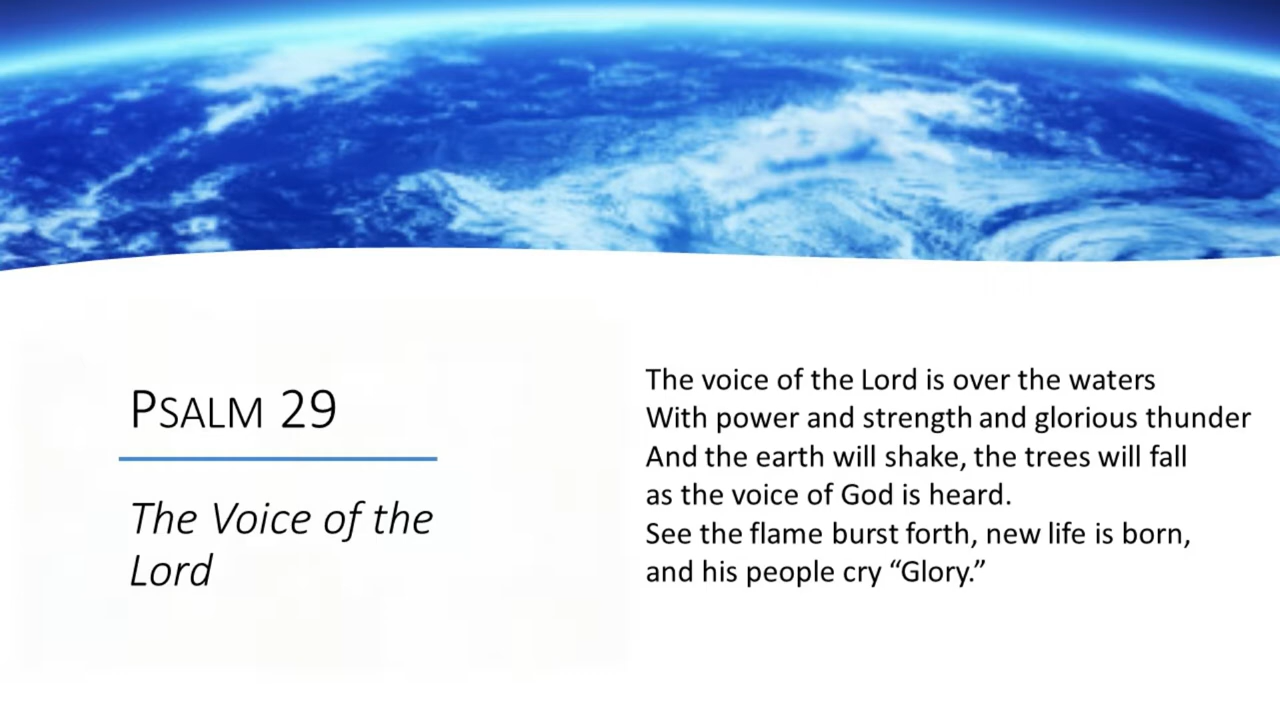 PSALM 29
The Voice of the
Lord
The voice of the Lord is over the waters
With power and strength and glorious thunder
And the earth will shake, the trees will fall
as the voice of God is heard.
See the flame burst forth, new life is born,
and his people cry “Glory.”